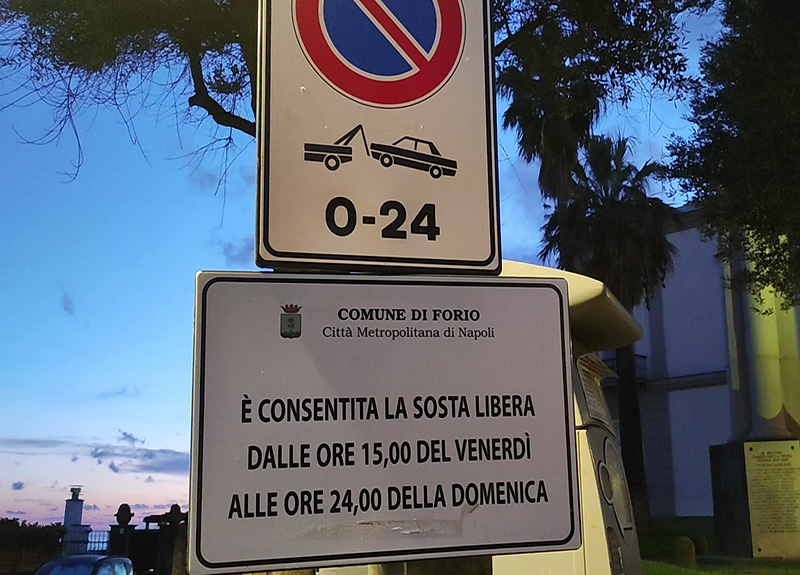 0-24
COMUNE DI FORIO
Città Metropolitana di Napoli
È CONSENTITA LA SOSTA LIBERA
DALLE ORE 15,00 DEL VENERDÌ
ALLE ORE 24,00 DELLA DOMENICA